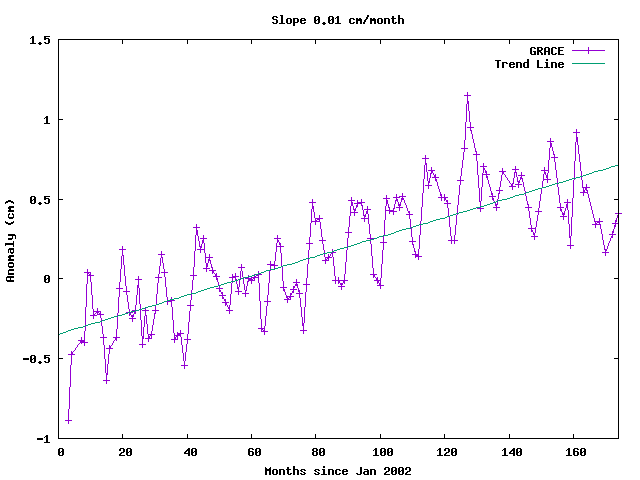 Slope 0.01 cm/month
GRACE
Trend Line
1.5
1
0.5
0
-0.5
-1
Anomaly (cm)
0 20 40 60 80 100 120 140 160
Months since Jan 2002